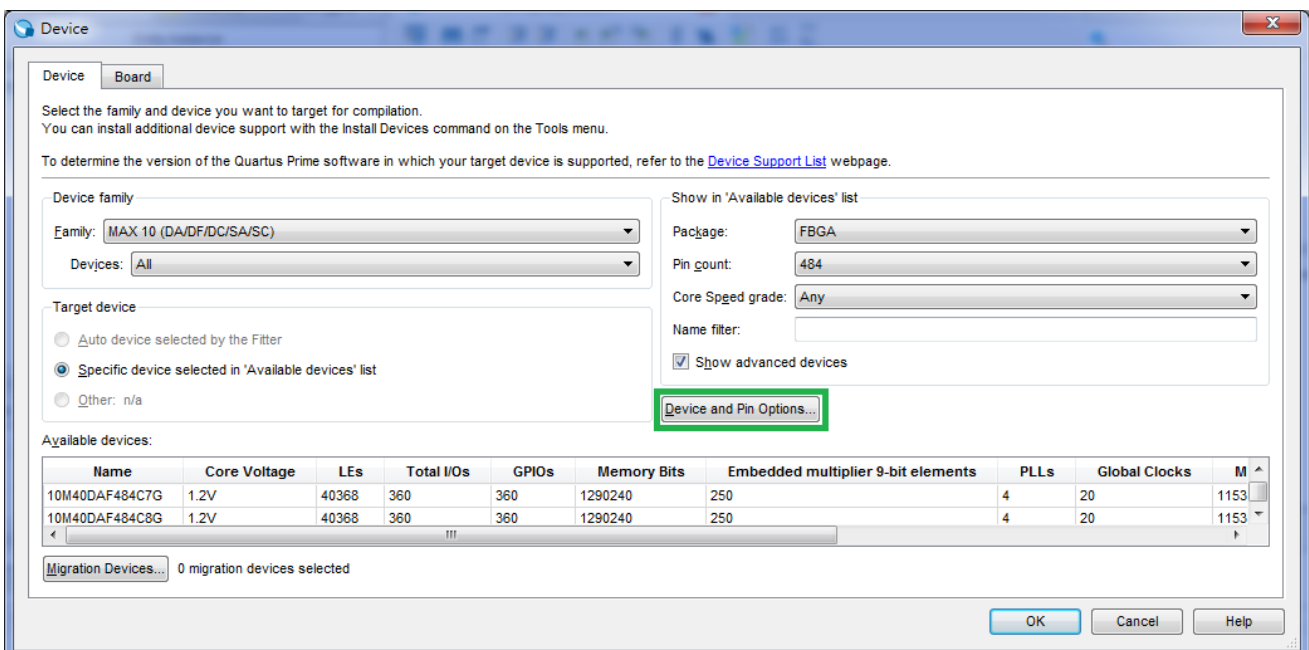 Device
Device
Board
Select the family and device you want to target for compilation.
You can install additional device support with the Install Devices command on the Tools menu.
To determine the version of the Quartus Prime software in which your target device is supported, refer to the Device Support List webpage.
Device family
Family: MAX 10 (DA/DF/DC/SA/SC)
Devices: All
Show in 'Available devices' list
Package: FBGA
Pin count: 484
Core Speed grade: Any
Name filter:
Show advanced devices
Target device
Auto device selected by the Fitter
Specific device selected in 'Available devices' list
Other: n/a
Device and Pin Options...
Available devices:
Name Core Voltage LEs Total I/Os GPIOs Memory Bits Embedded multiplier 9-bit elements PLLs Global Clocks M
10M40DAF484C7G 1.2V 40368 360 360 1290240 250 4 20 1153
10M40DAF484C8G 1.2V 40368 360 360 1290240 250 4 20 1153
Migration Devices... 0 migration devices selected
OK Cancel Help